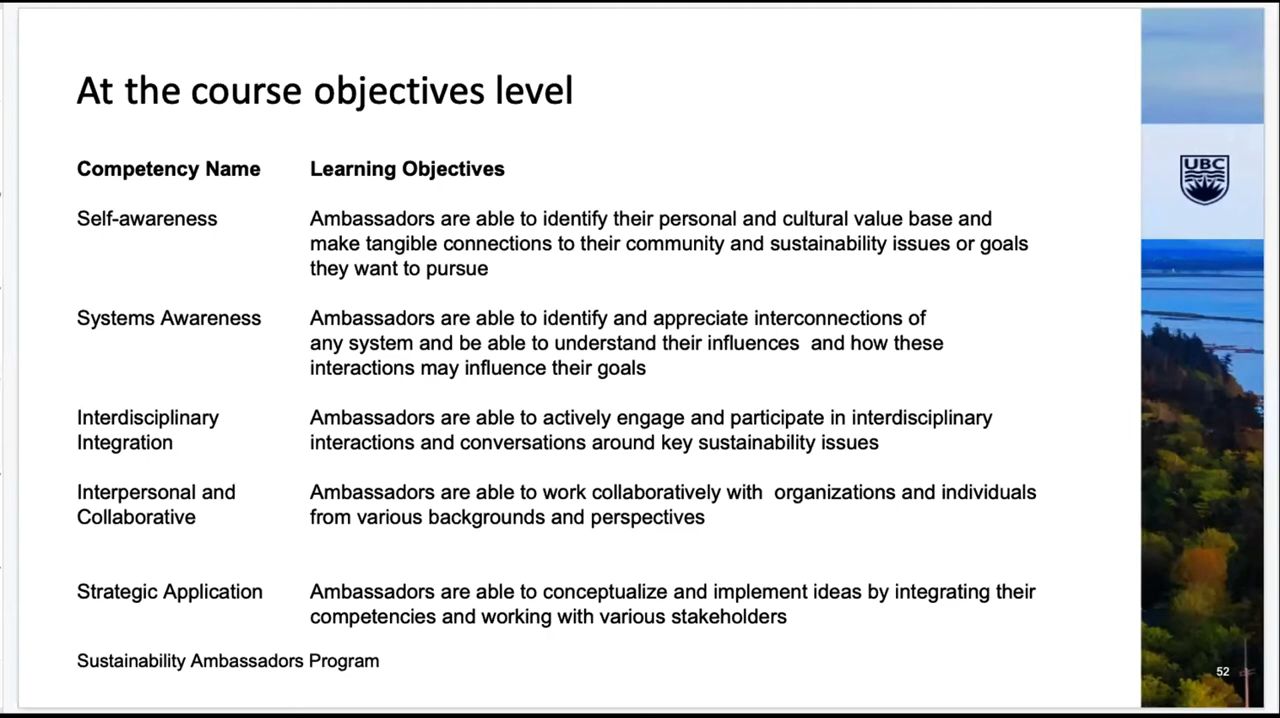 At the course objectives level
Competency Name
Learning Objectives
Self-awareness
Ambassadors are able to identify their personal and cultural value base and
make tangible connections to their community and sustainability issues or goals
they want to pursue
Systems Awareness
Ambassadors are able to identify and appreciate interconnections of
any system and be able to understand their influences  and how these
interactions may influence their goals
Interdisciplinary
Integration
Ambassadors are able to actively engage and participate in interdisciplinary
interactions and conversations around key sustainability issues
Interpersonal and
Collaborative
Ambassadors are able to work collaboratively with  organizations and individuals
from various backgrounds and perspectives
Strategic Application
Ambassadors are able to conceptualize and implement ideas by integrating their
competencies and working with various stakeholders
Sustainability Ambassadors Program
UBC
52